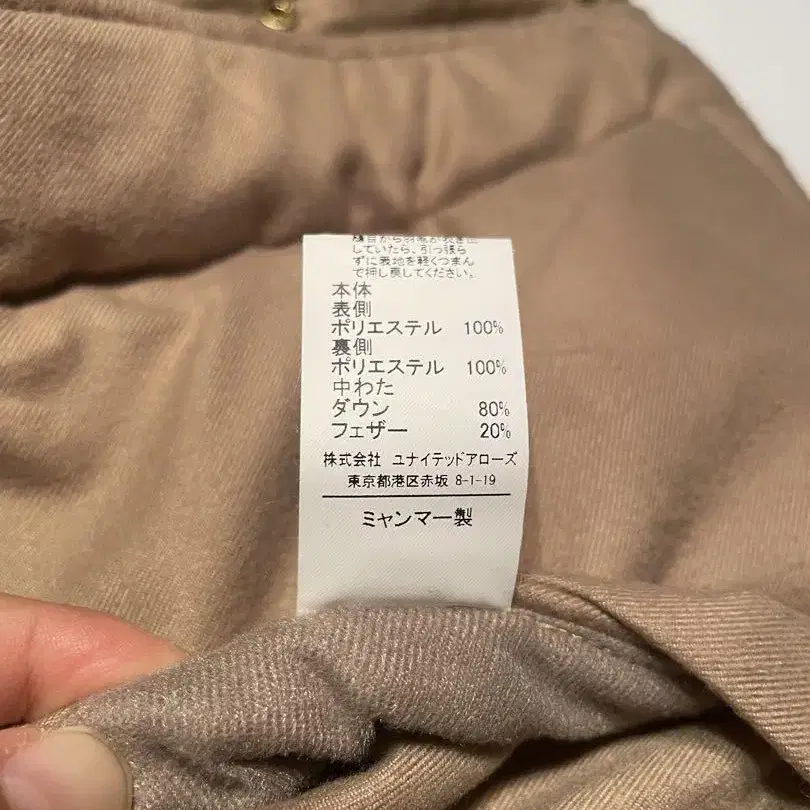 縫目から羽毛が吹き出
していたら、引っ張ら
ずに表地を軽くつまん
で押し戻してください。
本体
表側
ポリエステル 100%
裏側
ポリエステル 100%
中わた
ダウン 80%
フェザー 20%
株式会社 ユナイテッドアローズ
東京都港区赤坂 8-1-19
ミャンマー製